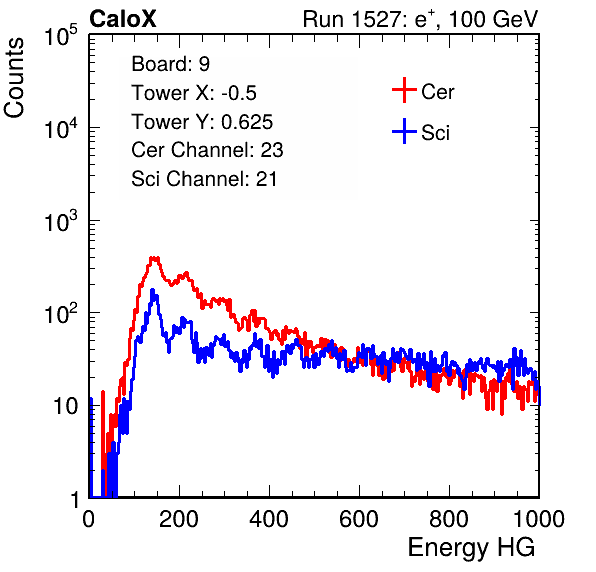 CaloX Run 1527: e⁺, 100 GeV
Counts
10⁵
10⁴
10³
10²
10
1
Board: 9
Tower X: -0.5
Tower Y: 0.625
Cer Channel: 23
Sci Channel: 21
Cer
Sci
0 200 400 600 800 1000
Energy HG